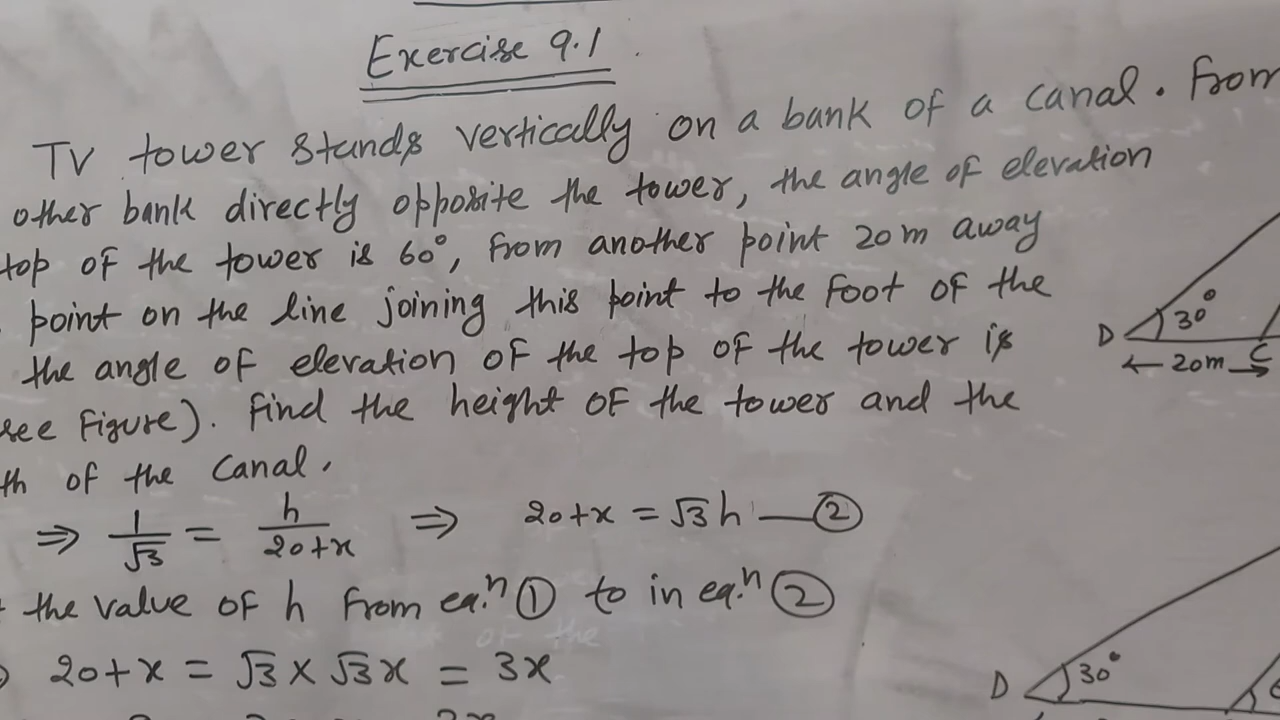 Exercise 9.1
TV tower stands vertically on a bank of a canal. From
other bank directly opposite the tower, the angle of elevation
top of the tower is 60°, From another point 20m away
point on the line joining this point to the foot of the
the angle of elevation of the top of the tower is
see Figure). Find the height of the tower and the
th of the canal.
⇒ 1/√3 = h/20+x ⇒ 20+x = √3h — ②
the value of h from eq.ⁿ ① to in eq.ⁿ ②
20+x = √3 × √3x = 3x
D 30°
C
← 20m →
D 30°